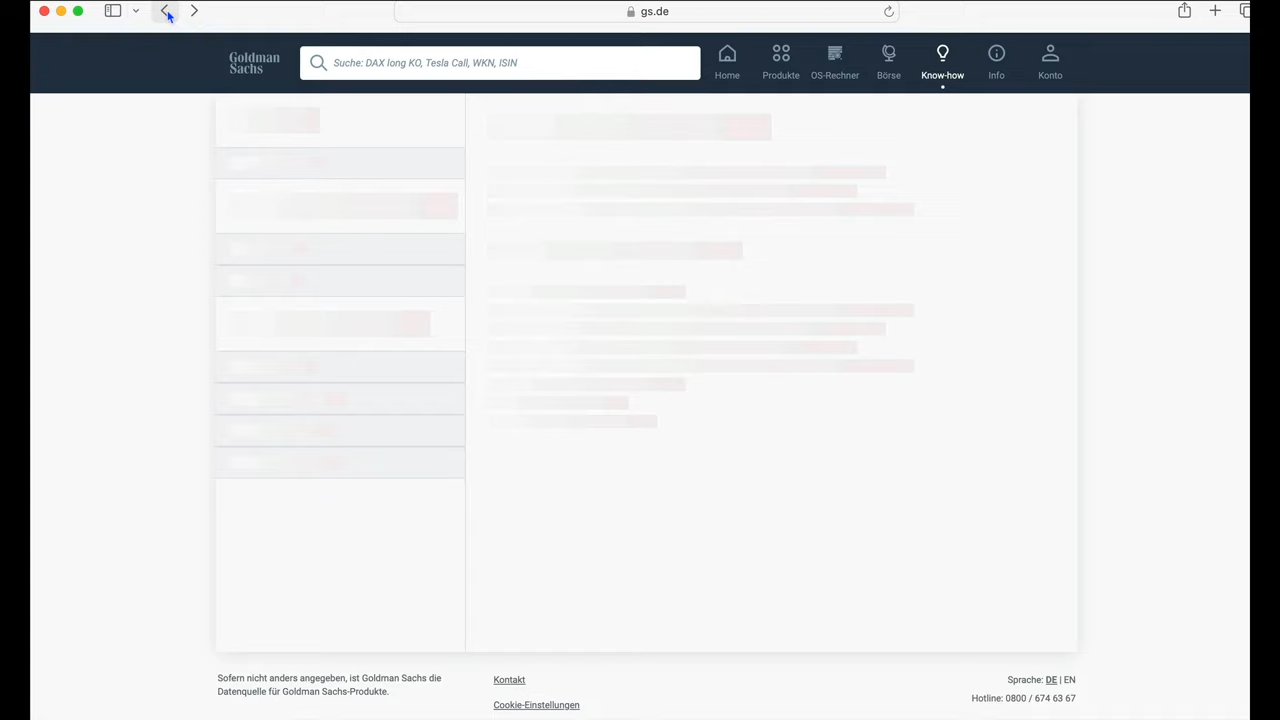 gs.de
Goldman
Sachs
Suche: DAX long KO, Tesla Call, WKN, ISIN
Home
Produkte
OS-Rechner
Börse
Know-how
Info
Konto
Sofern nicht anders angegeben, ist Goldman Sachs die
Datenquelle für Goldman Sachs-Produkte.
Kontakt
Cookie-Einstellungen
Sprache: DE | EN
Hotline: 0800 / 674 63 67